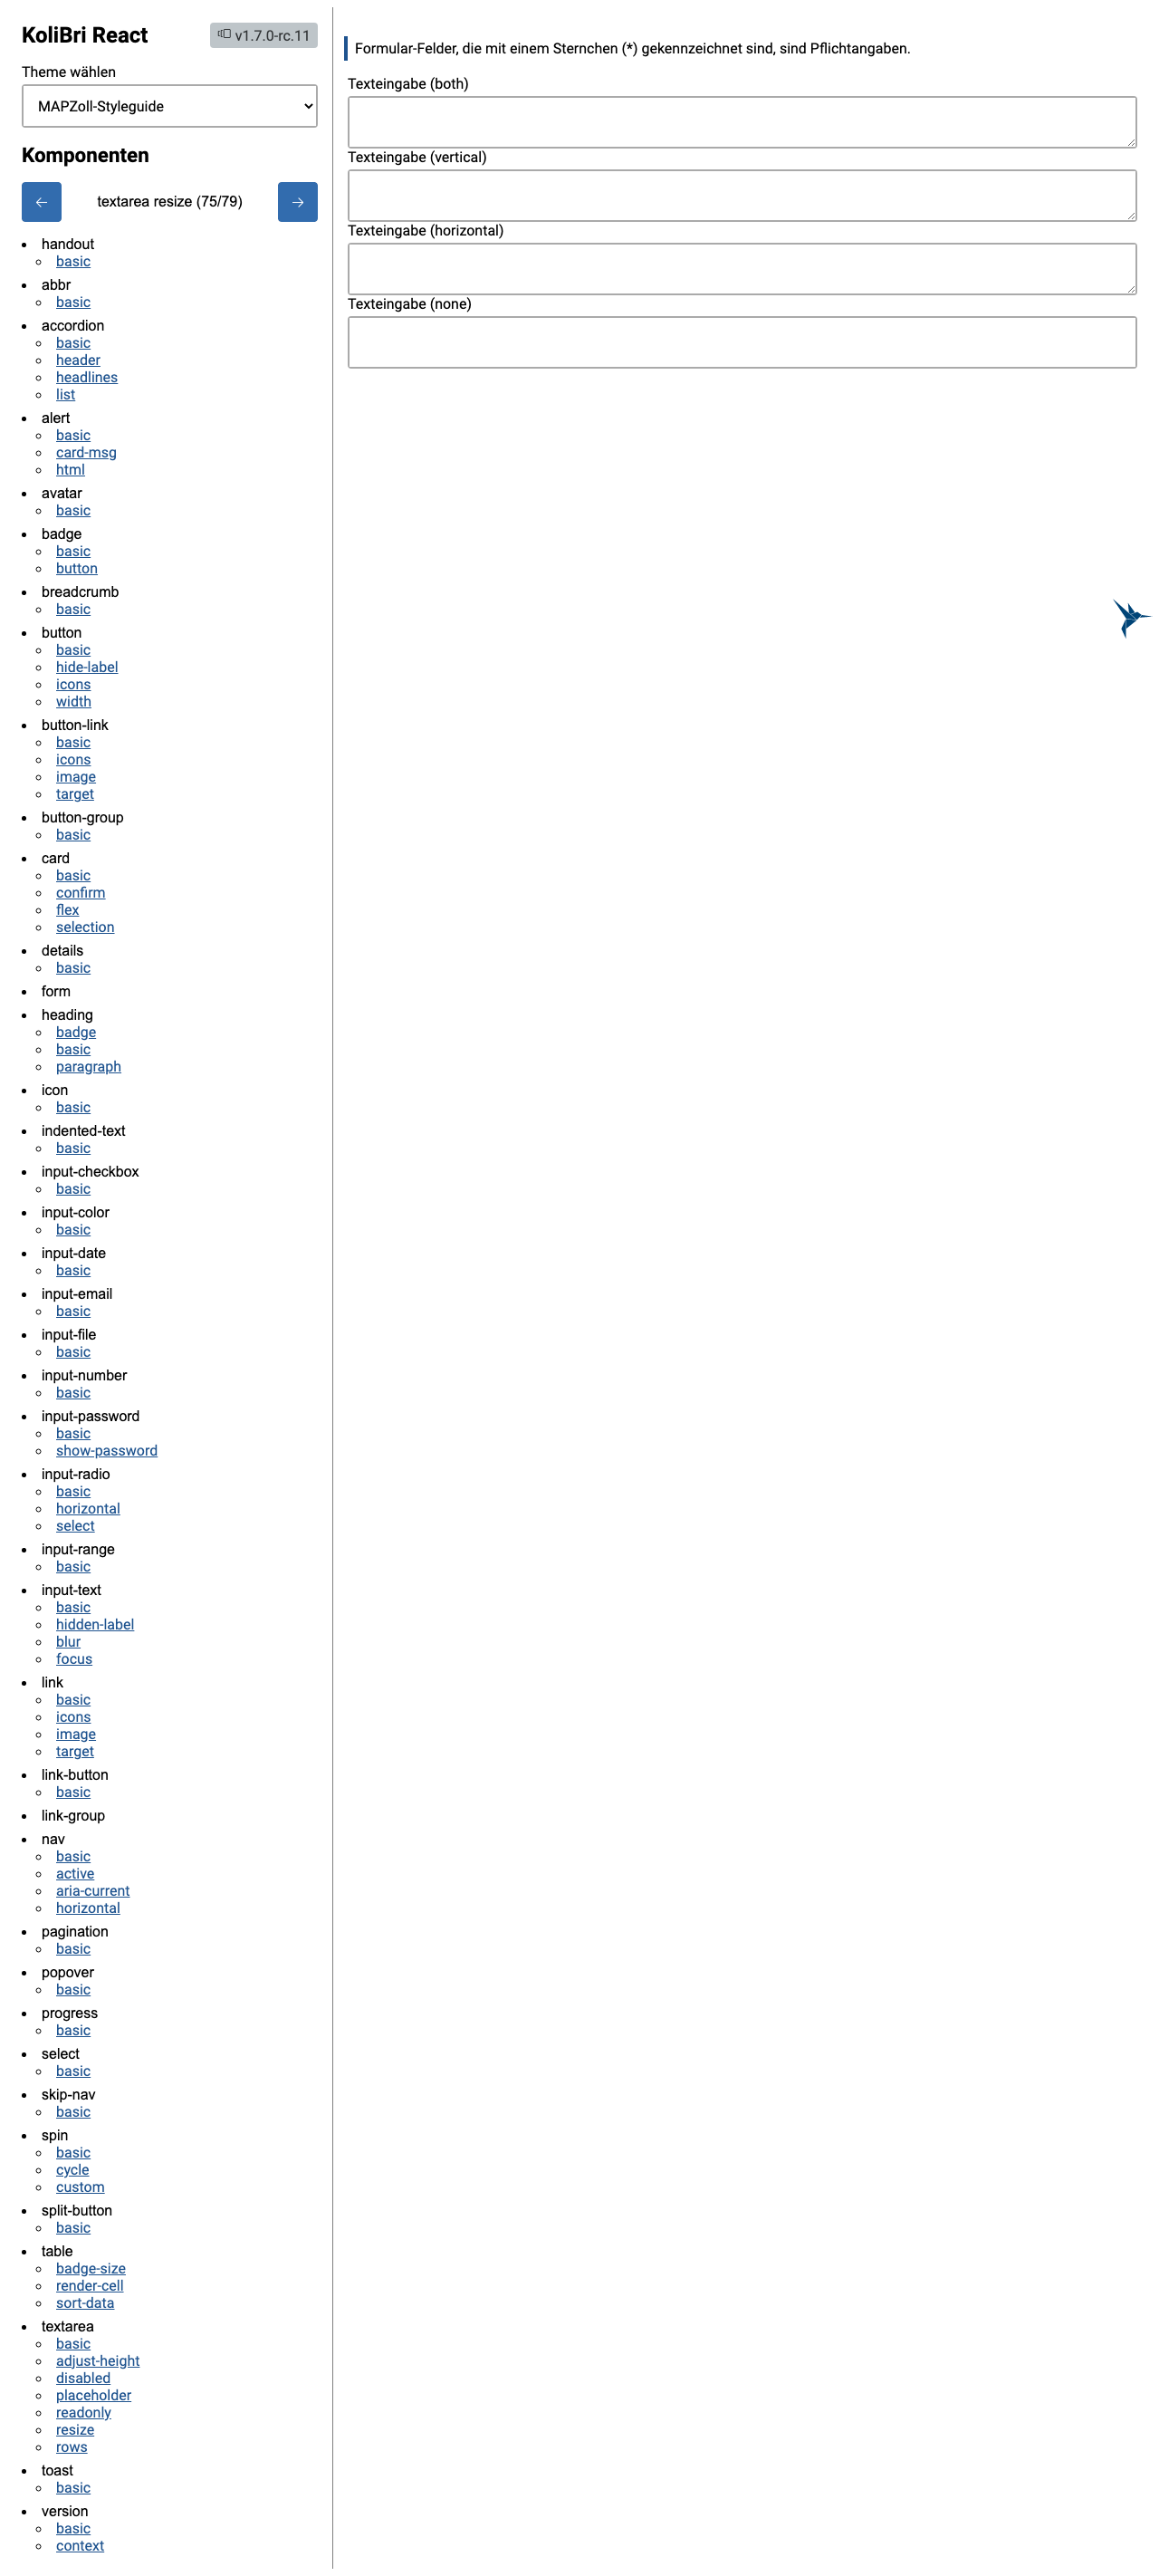 KoliBri React
v1.7.0-rc.11
Theme wählen
MAPZoll-Styleguide
Komponenten
←
textarea resize (75/79)
→
handout
basic
abbr
basic
accordion
basic
header
headlines
list
alert
basic
card-msg
html
avatar
basic
badge
basic
button
breadcrumb
basic
button
basic
hide-label
icons
width
button-link
basic
icons
image
target
button-group
basic
card
basic
confirm
flex
selection
details
basic
form
heading
badge
basic
paragraph
icon
basic
indented-text
basic
input-checkbox
basic
input-color
basic
input-date
basic
input-email
basic
input-file
basic
input-number
basic
input-password
basic
show-password
input-radio
basic
horizontal
select
input-range
basic
input-text
basic
hidden-label
blur
focus
link
basic
icons
image
target
link-button
basic
link-group
nav
basic
active
aria-current
horizontal
pagination
basic
popover
basic
progress
basic
select
basic
skip-nav
basic
spin
basic
cycle
custom
split-button
basic
table
badge-size
render-cell
sort-data
textarea
basic
adjust-height
disabled
placeholder
readonly
resize
rows
toast
basic
version
basic
context
Formular-Felder, die mit einem Sternchen (*) gekennzeichnet sind, sind Pflichtangaben.
Texteingabe (both)
Texteingabe (vertical)
Texteingabe (horizontal)
Texteingabe (none)